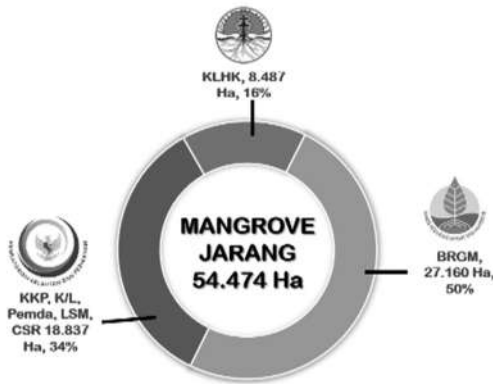 KLHK, 8.487
Ha, 16%
MANGROVE
JARANG
54.474 Ha
BRGM,
27.160 Ha,
50%
KKP, K/L,
Pemda, LSM,
CSR 18.837
Ha, 34%